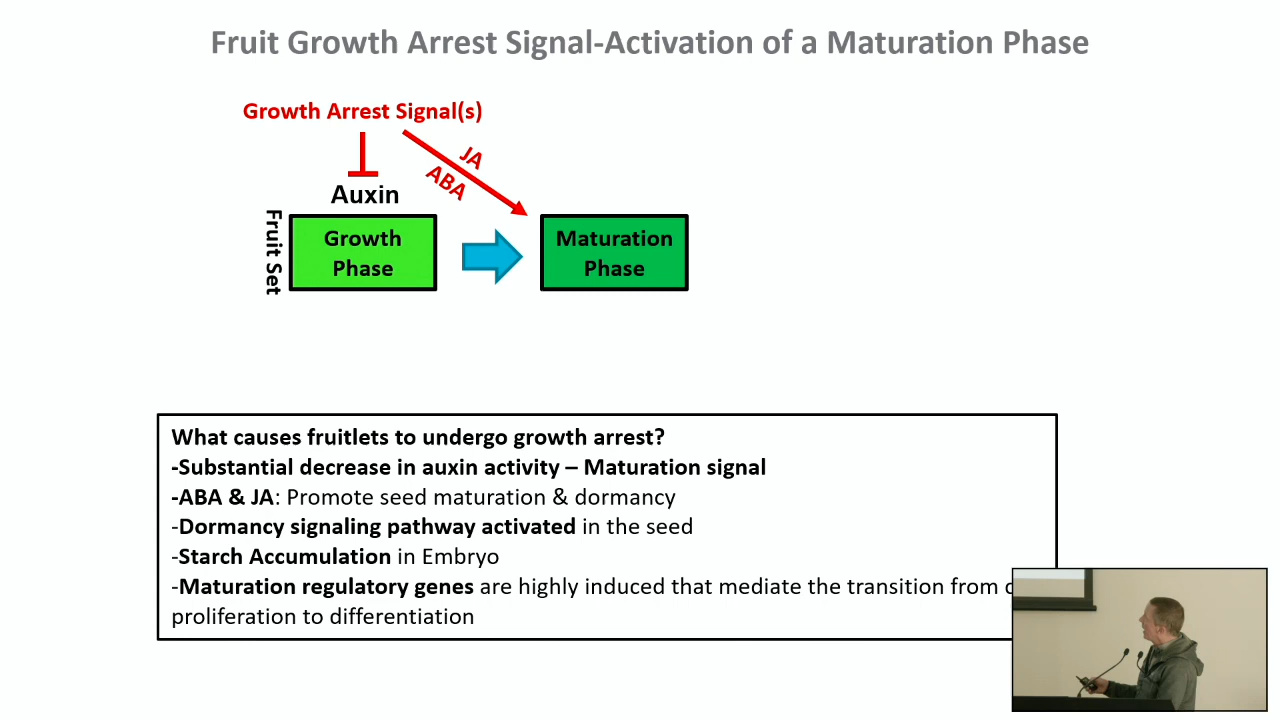 Fruit Growth Arrest Signal-Activation of a Maturation Phase
Growth Arrest Signal(s)
JA
ABA
Auxin
Fruit Set
Growth
Phase
Maturation
Phase
What causes fruitlets to undergo growth arrest?
-Substantial decrease in auxin activity – Maturation signal
-ABA & JA: Promote seed maturation & dormancy
-Dormancy signaling pathway activated in the seed
-Starch Accumulation in Embryo
-Maturation regulatory genes are highly induced that mediate the transition from
proliferation to differentiation